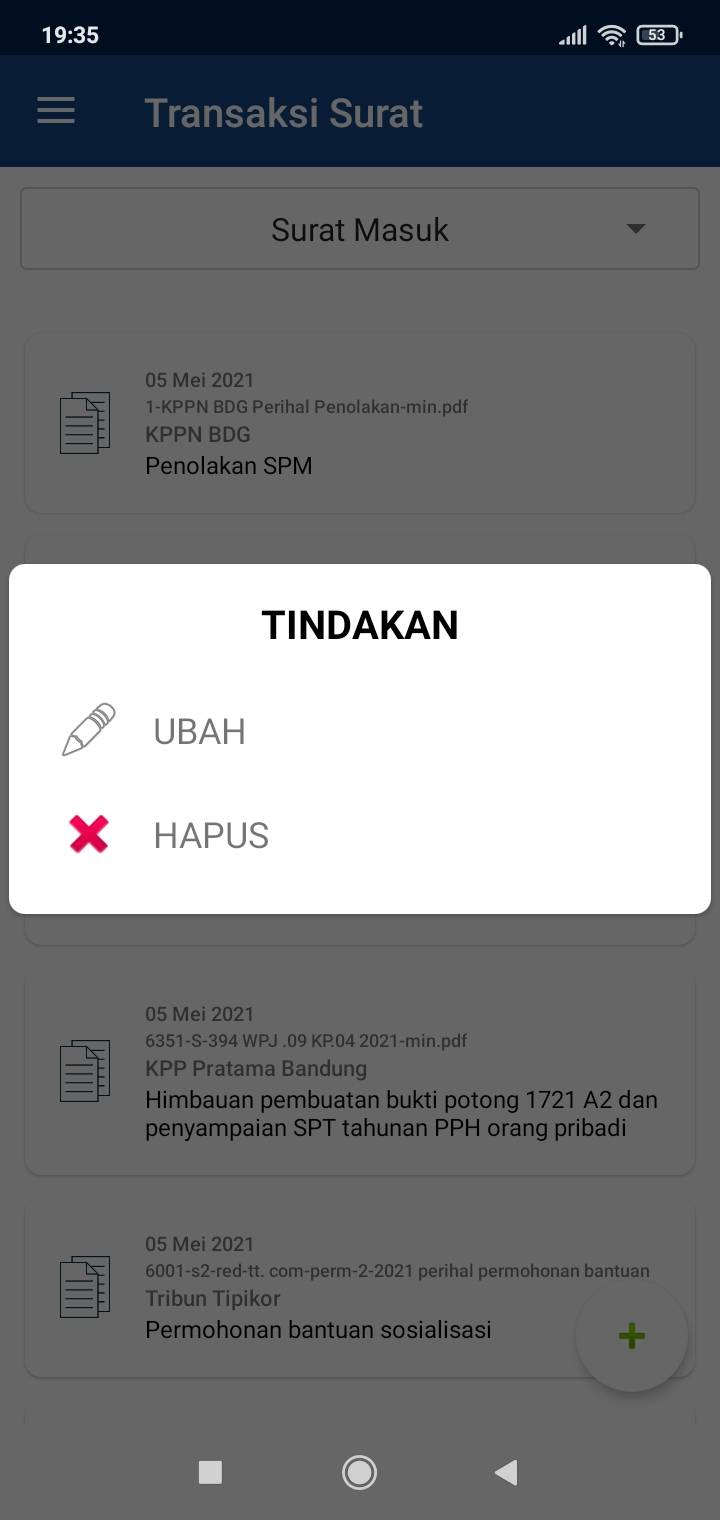 19:35
53
Transaksi Surat
Surat Masuk
05 Mei 2021
1-KPPN BDG Perihal Penolakan-min.pdf
KPPN BDG
Penolakan SPM
TINDAKAN
UBAH
HAPUS
05 Mei 2021
6351-S-394 WPJ .09 KP.04 2021-min.pdf
KPP Pratama Bandung
Himbauan pembuatan bukti potong 1721 A2 dan
penyampaian SPT tahunan PPH orang pribadi
05 Mei 2021
6001-s2-red-tt. com-perm-2-2021 perihal permohonan bantuan
Tribun Tipikor
Permohonan bantuan sosialisasi